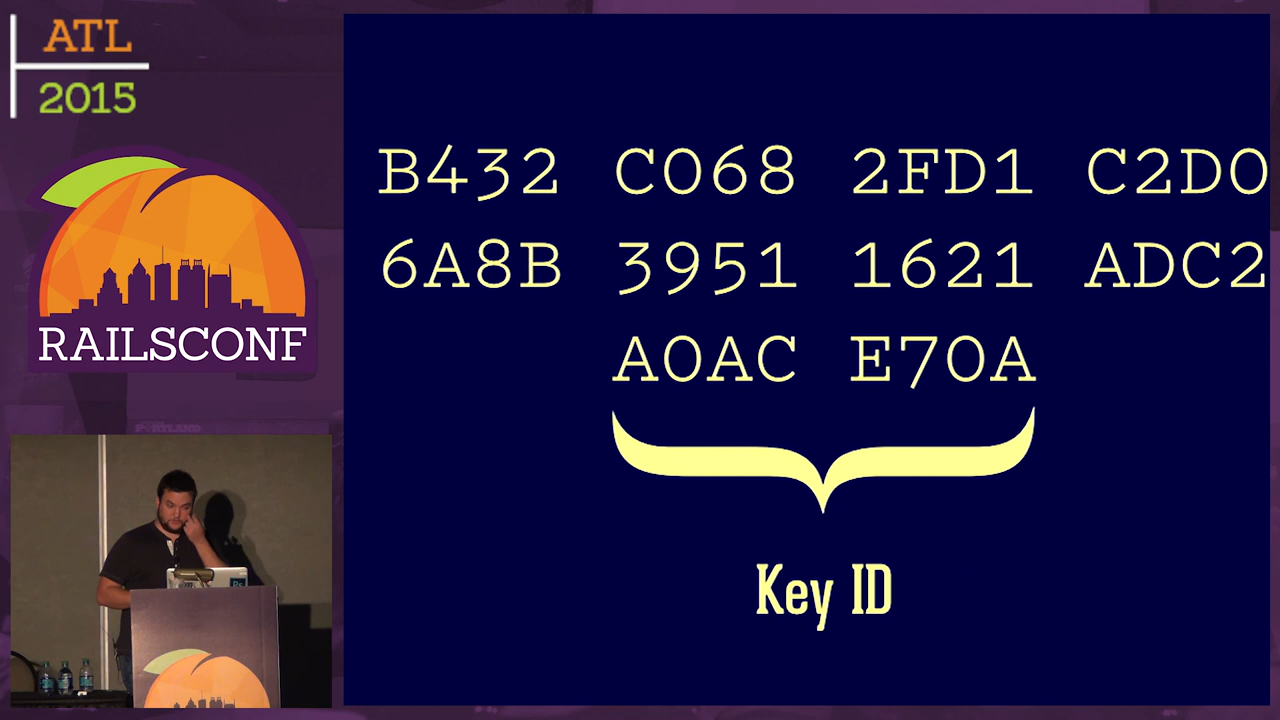 ATL
2015
RAILSCONF
B432 C068 2FD1 C2D0
6A8B 3951 1621 ADC2
A0AC E70A
Key ID